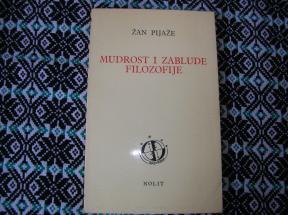 ŽAN PIJAŽE
MUDROST I ZABLUDE
FILOZOFIJE
NOLIT